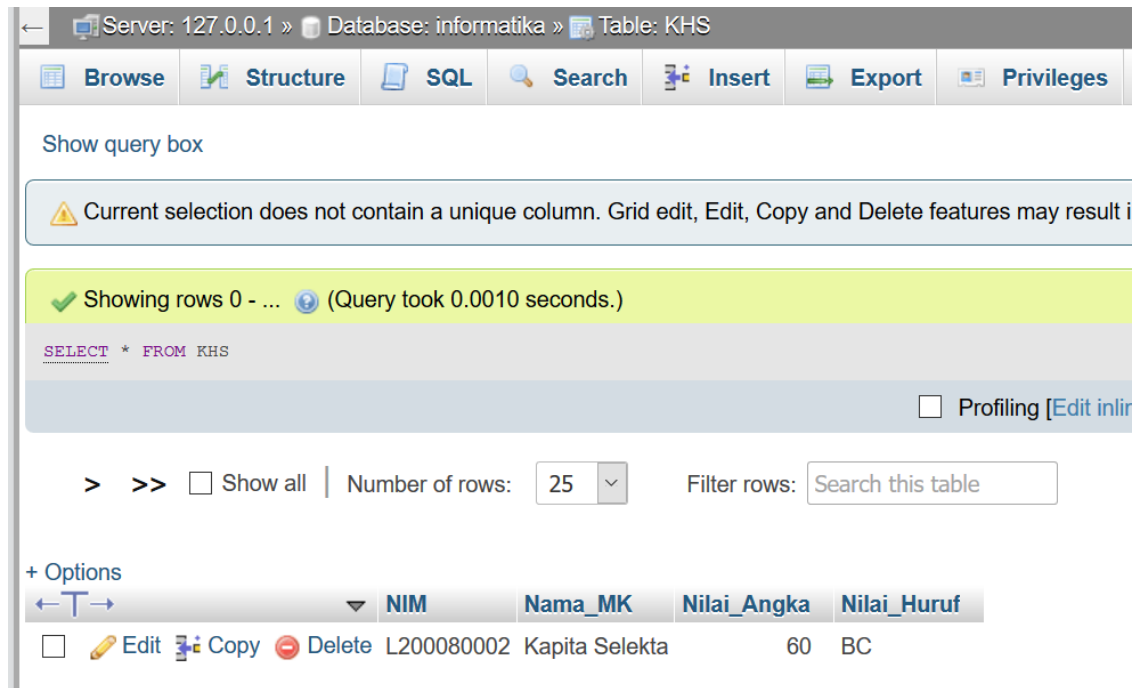 ← Server: 127.0.0.1 » Database: informatika » Table: KHS
Browse Structure SQL Search Insert Export Privileges
Show query box
Current selection does not contain a unique column. Grid edit, Edit, Copy and Delete features may result i
Showing rows 0 - ... (Query took 0.0010 seconds.)
SELECT * FROM KHS
Profiling [Edit inlin
> >> Show all | Number of rows: 25 Filter rows: Search this table
+ Options
←T→ NIM Nama_MK Nilai_Angka Nilai_Huruf
Edit Copy Delete L200080002 Kapita Selekta 60 BC